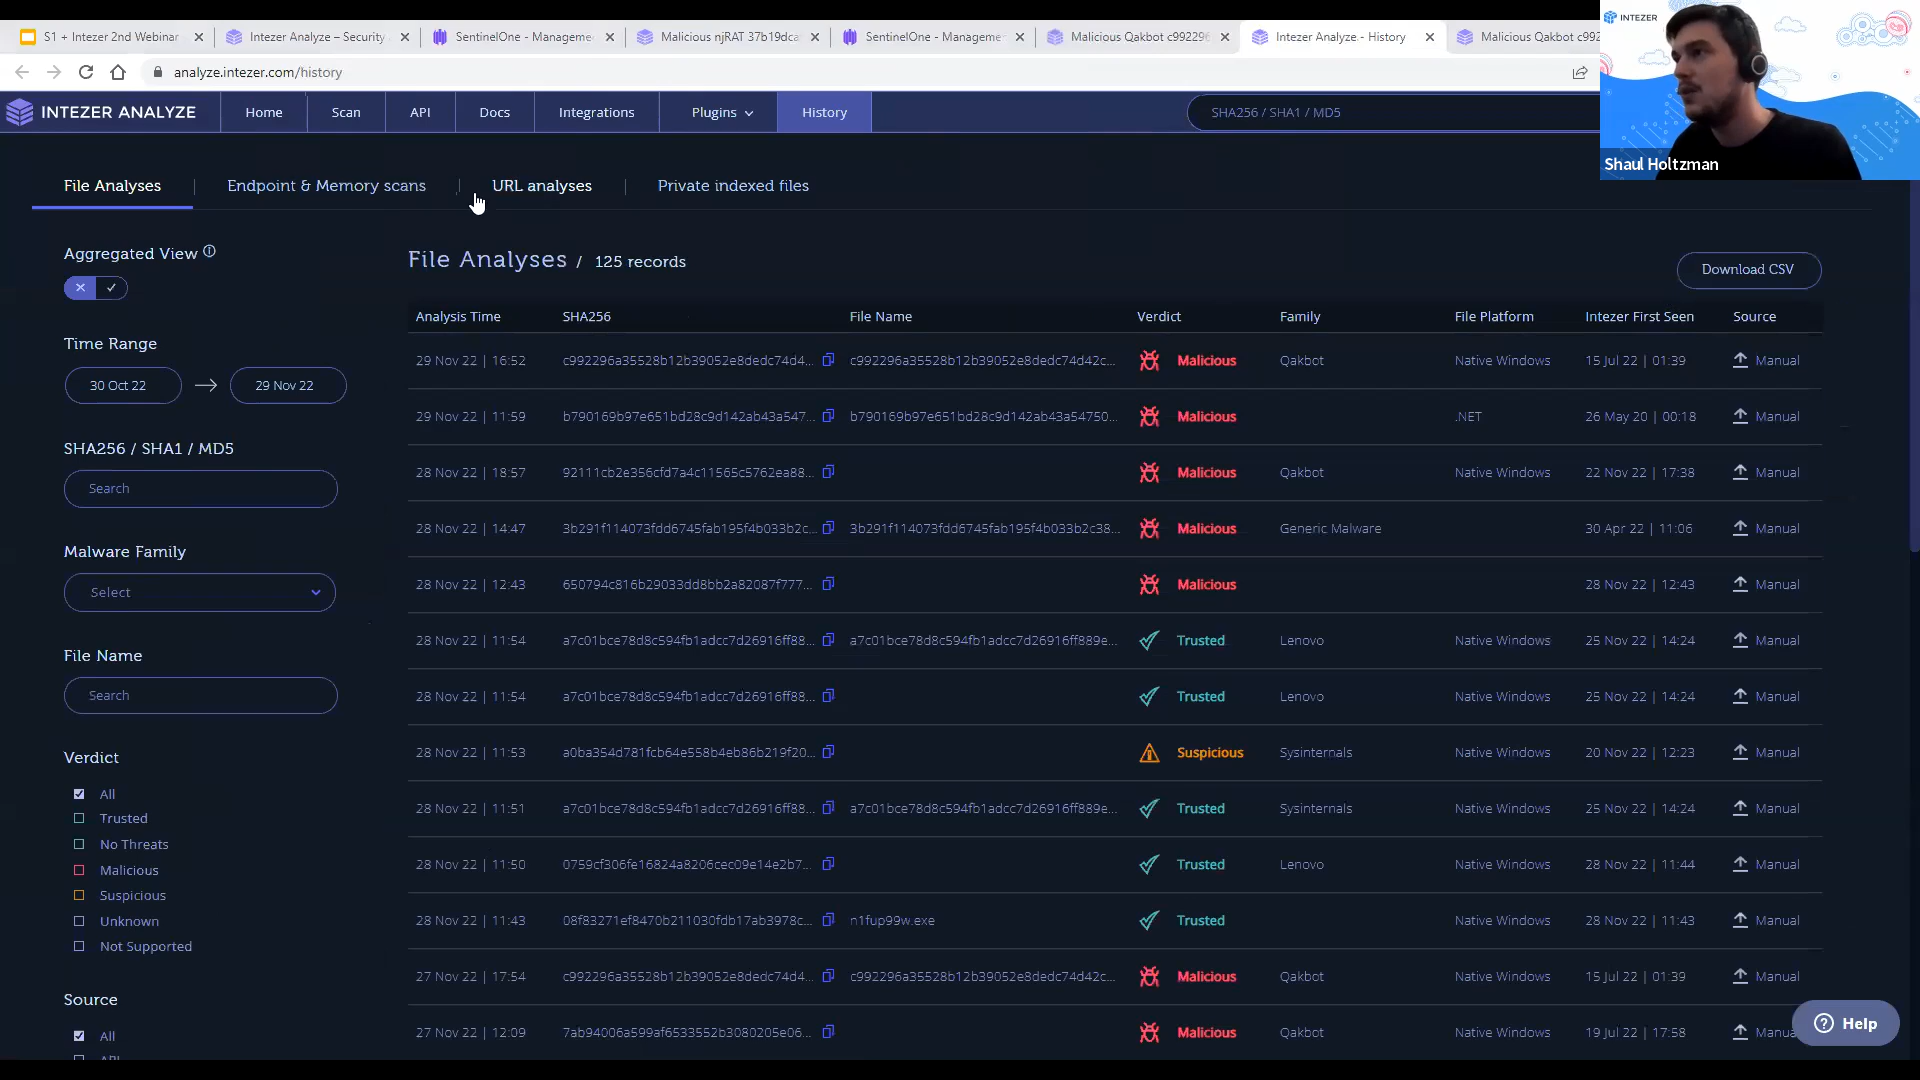 S1 + Intezer 2nd Webinar
Intezer Analyze – Security
SentinelOne - Manageme
Malicious njRAT 37b19dca
SentinelOne - Manageme
Malicious Qakbot c992296
Intezer Analyze - History
Malicious Qakbot c992
INTEZER
analyze.intezer.com/history
INTEZER ANALYZE
Home
Scan
API
Docs
Integrations
Plugins
History
SHA256 / SHA1 / MD5
Shaul Holtzman
File Analyses
Endpoint & Memory scans
URL analyses
Private indexed files
Aggregated View
File Analyses / 125 records
Download CSV
Time Range
30 Oct 22
29 Nov 22
SHA256 / SHA1 / MD5
Search
Malware Family
Select
File Name
Search
Verdict
All
Trusted
No Threats
Malicious
Suspicious
Unknown
Not Supported
Source
All
API
Analysis Time SHA256 File Name Verdict Family File Platform Intezer First Seen Source
29 Nov 22 | 16:52 c992296a35528b12b39052e8dedc74d4... c992296a35528b12b39052e8dedc74d42c... Malicious Qakbot Native Windows 15 Jul 22 | 01:39 Manual
29 Nov 22 | 11:59 b790169b97e651bd28c9d142ab43a547... b790169b97e651bd28c9d142ab43a54750... Malicious .NET 26 May 20 | 00:18 Manual
28 Nov 22 | 18:57 92111cb2e356cfd7a4c11565c5762ea88... Malicious Qakbot Native Windows 22 Nov 22 | 17:38 Manual
28 Nov 22 | 14:47 3b291f114073fdd6745fab195f4b033b2c... 3b291f114073fdd6745fab195f4b033b2c38... Malicious Generic Malware 30 Apr 22 | 11:06 Manual
28 Nov 22 | 12:43 650794c816b29033dd8bb2a82087f777... Malicious 28 Nov 22 | 12:43 Manual
28 Nov 22 | 11:54 a7c01bce78d8c594fb1adcc7d26916ff88... a7c01bce78d8c594fb1adcc7d26916ff889e... Trusted Lenovo Native Windows 25 Nov 22 | 14:24 Manual
28 Nov 22 | 11:54 a7c01bce78d8c594fb1adcc7d26916ff88... Trusted Lenovo Native Windows 25 Nov 22 | 14:24 Manual
28 Nov 22 | 11:53 a0ba354d781fcb64e558b4eb86b219f20... Suspicious Sysinternals Native Windows 20 Nov 22 | 12:23 Manual
28 Nov 22 | 11:51 a7c01bce78d8c594fb1adcc7d26916ff88... a7c01bce78d8c594fb1adcc7d26916ff889e... Trusted Sysinternals Native Windows 25 Nov 22 | 14:24 Manual
28 Nov 22 | 11:50 0759cf306fe16824a8206cec09e14e2b7... Trusted Lenovo Native Windows 28 Nov 22 | 11:44 Manual
28 Nov 22 | 11:43 08f83271ef8470b211030fdb17ab3978c... n1fup99w.exe Trusted Native Windows 28 Nov 22 | 11:43 Manual
27 Nov 22 | 17:54 c992296a35528b12b39052e8dedc74d4... c992296a35528b12b39052e8dedc74d42c... Malicious Qakbot Native Windows 15 Jul 22 | 01:39 Manual
27 Nov 22 | 12:09 7ab94006a599af6533552b3080205e06... Malicious Qakbot Native Windows 19 Jul 22 | 17:58 Manua
Help